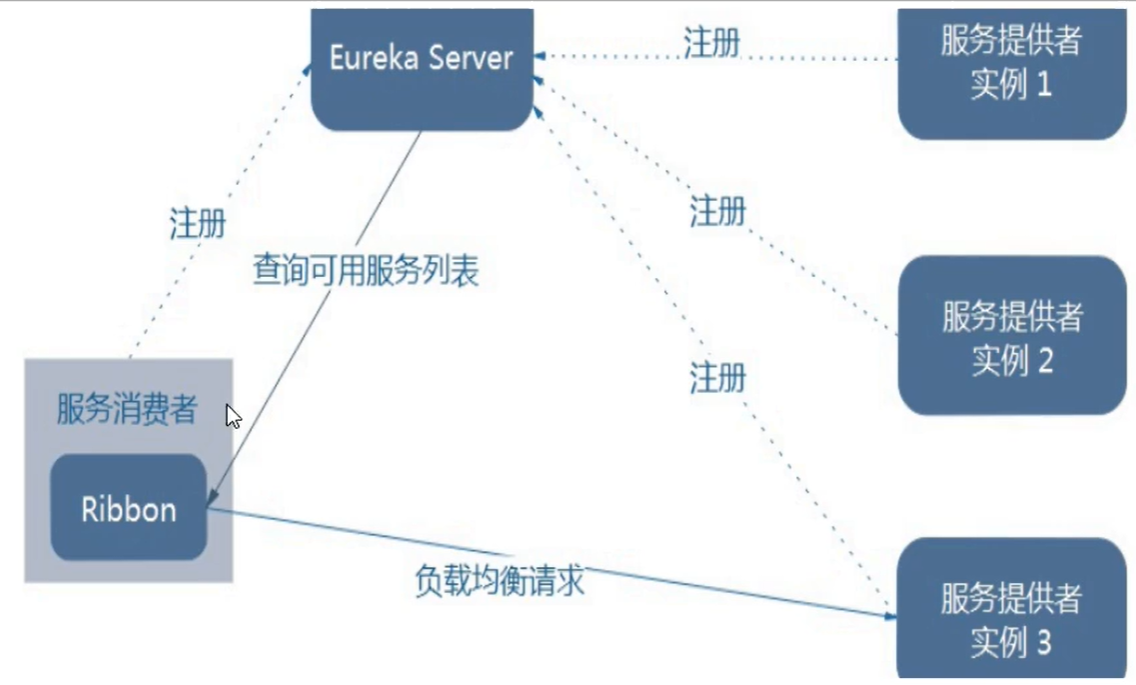 Eureka Server
注册
服务提供者
实例 1
注册
注册
查询可用服务列表
服务提供者
实例 2
注册
服务消费者
Ribbon
负载均衡请求
服务提供者
实例 3